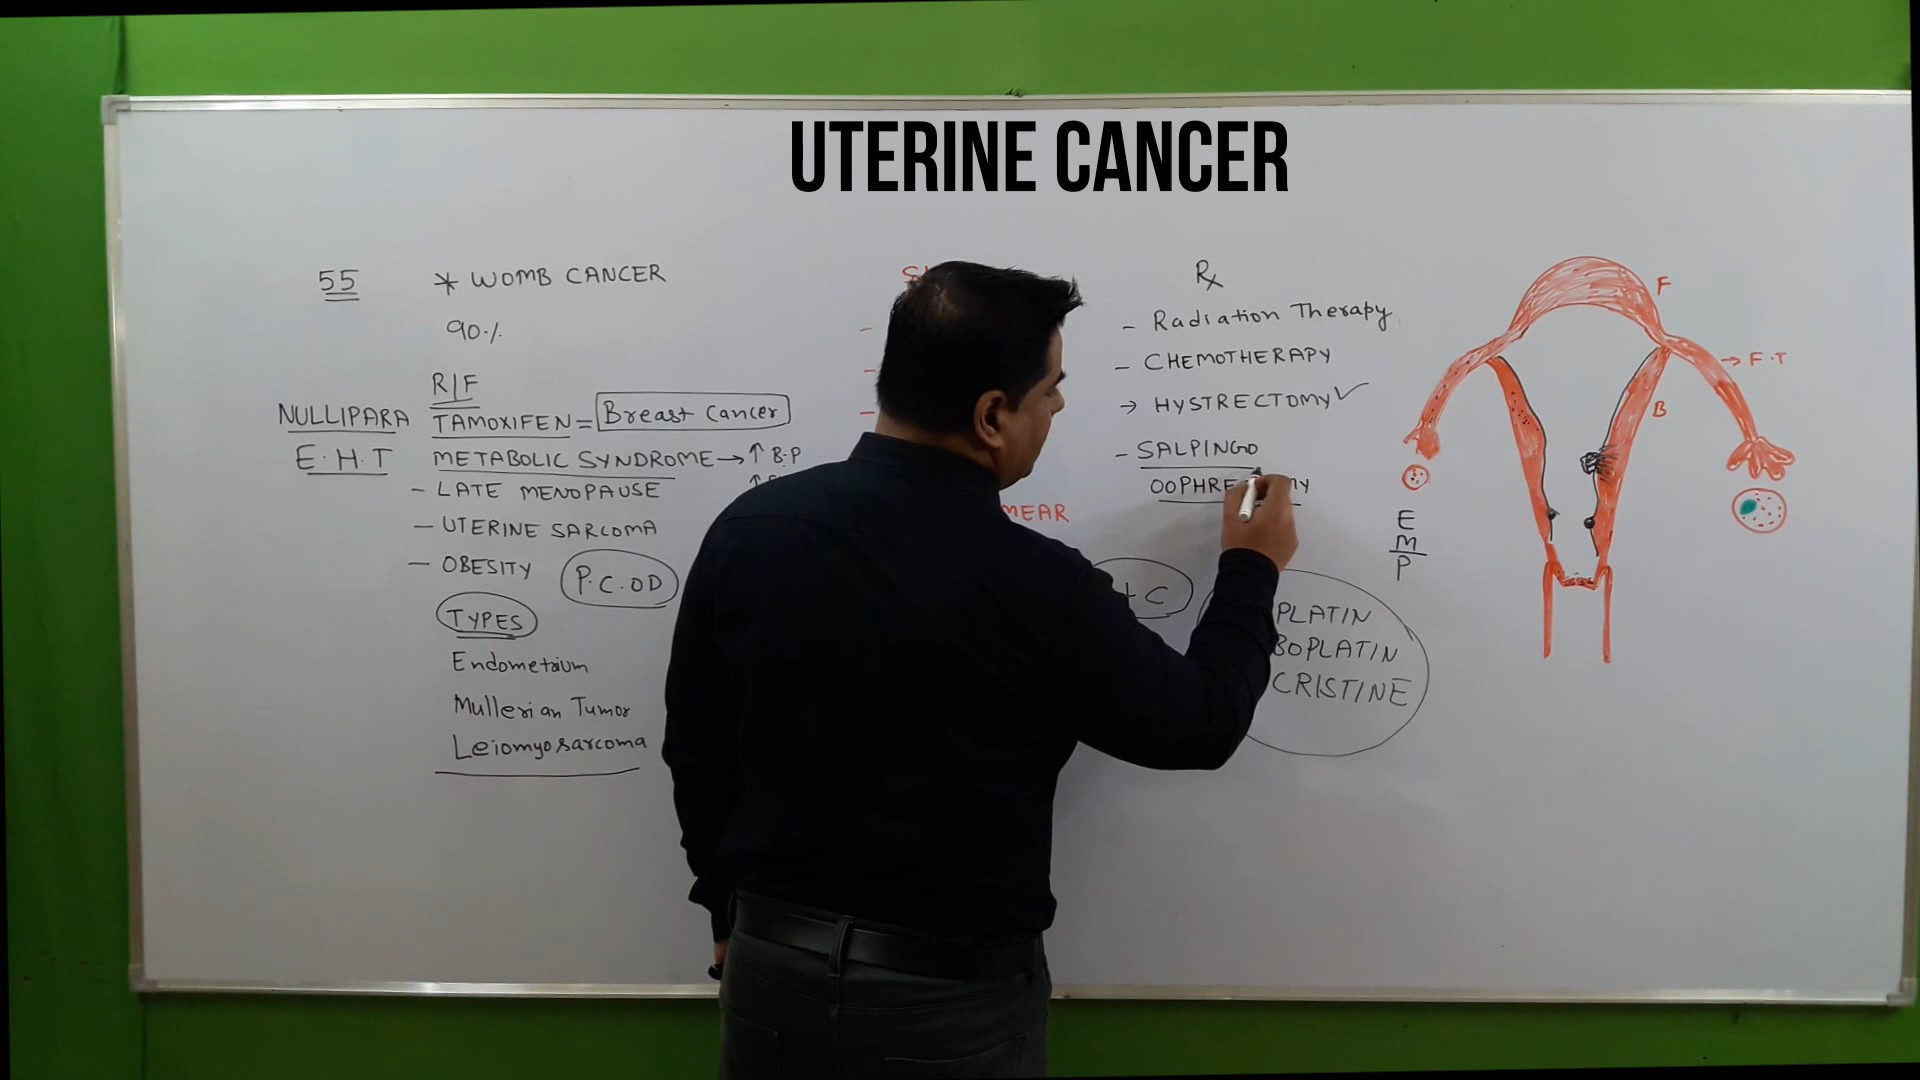 UTERINE CANCER
55
* WOMB CANCER
90%
R/F
NULLIPARA
E.H.T
TAMOXIFEN = Breast Cancer
METABOLIC SYNDROME → ↑ B.P
- LATE MENOPAUSE
- UTERINE SARCOMA
- OBESITY
P.C.OD
TYPES
Endometrium
Mullerian Tumor
Leiomyosarcoma
MEAR
+ C
Rx
- Radiation Therapy
- CHEMOTHERAPY
→ HYSTRECTOMY ✓
- SALPINGO
PLATIN
BOPLATIN
CRISTINE
E
M
P
F
→ F.T
B